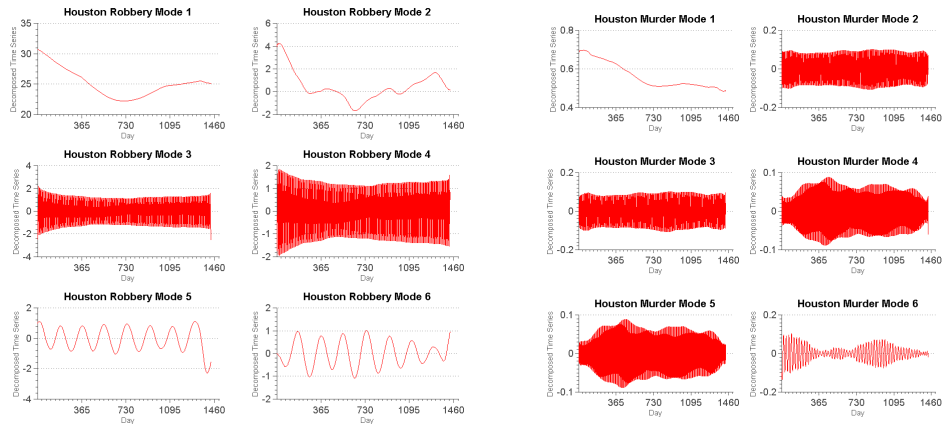 Houston Robbery Mode 1
Decomposed Time Series
35
30
25
20
365 730 1095 1460
Day
Houston Robbery Mode 2
Decomposed Time Series
6
4
2
0
-2
365 730 1095 1460
Day
Houston Murder Mode 1
Decomposed Time Series
0.8
0.6
0.4
365 730 1095 1460
Day
Houston Murder Mode 2
Decomposed Time Series
0.2
0
-0.2
365 730 1095 1460
Day
Houston Robbery Mode 3
Decomposed Time Series
4
2
0
-2
-4
365 730 1095 1460
Day
Houston Robbery Mode 4
Decomposed Time Series
2
1
0
-1
-2
365 730 1095 1460
Day
Houston Murder Mode 3
Decomposed Time Series
0.2
0
-0.2
365 730 1095 1460
Day
Houston Murder Mode 4
Decomposed Time Series
0.1
0
-0.1
365 730 1095 1460
Day
Houston Robbery Mode 5
Decomposed Time Series
2
0
-2
-4
365 730 1095 1460
Day
Houston Robbery Mode 6
Decomposed Time Series
2
1
0
-1
-2
365 730 1095 1460
Day
Houston Murder Mode 5
Decomposed Time Series
0.1
0
-0.1
365 730 1095 1460
Day
Houston Murder Mode 6
Decomposed Time Series
0.2
0
-0.2
365 730 1095 1460
Day